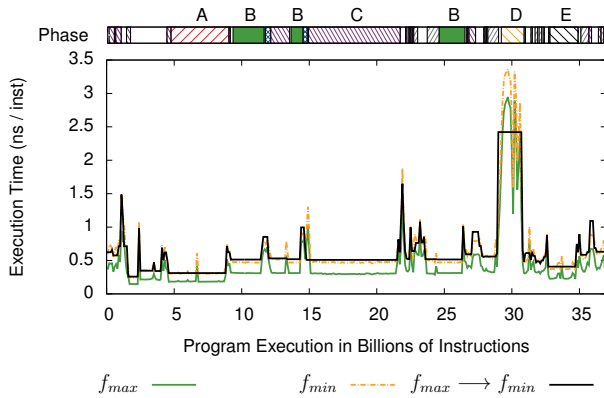 A B B C B D E
Phase
3.5
3
2.5
2
1.5
1
0.5
0
Execution Time (ns / inst)
0 5 10 15 20 25 30 35
Program Execution in Billions of Instructions
f_max f_min f_max → f_min